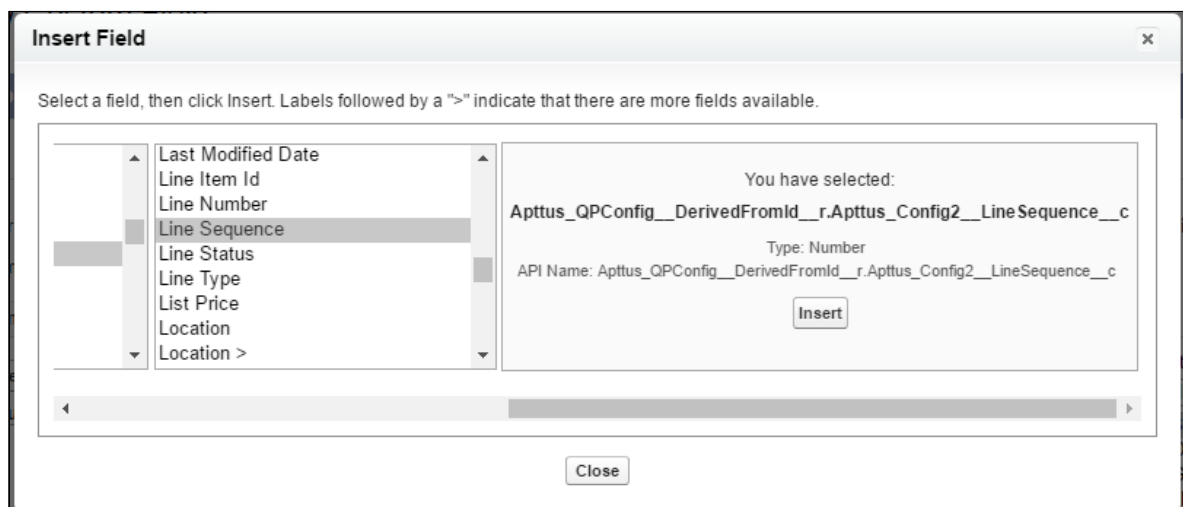 Insert Field
×
Select a field, then click Insert. Labels followed by a ">" indicate that there are more fields available.
Last Modified Date
Line Item Id
Line Number
Line Sequence
Line Status
Line Type
List Price
Location
Location >
You have selected:
Apttus_QPConfig__DerivedFromId__r.Apttus_Config2__LineSequence__c
Type: Number
API Name: Apttus_QPConfig__DerivedFromId__r.Apttus_Config2__LineSequence__c
Insert
Close